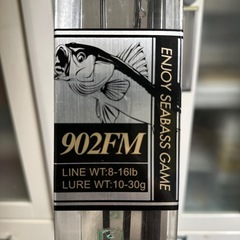 902FM
LINE WT:8-16lb
LURE WT:10-30g
ENJOY SEABASS GAME